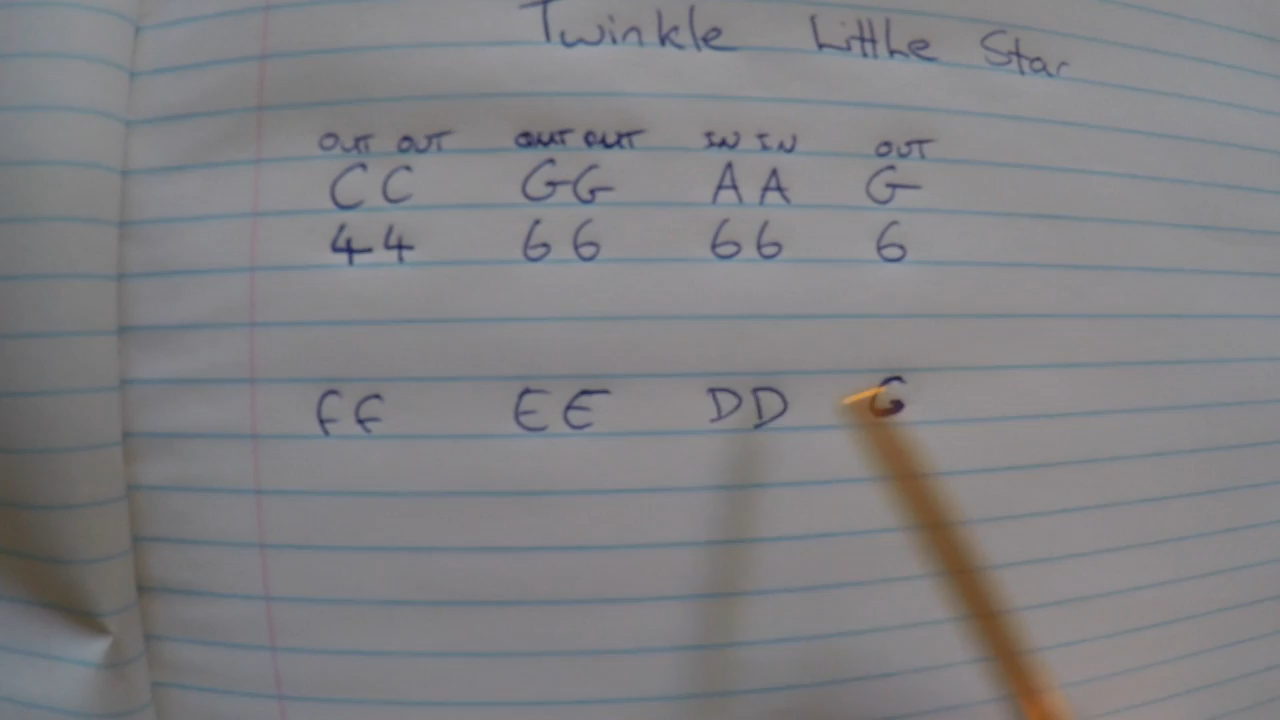 Twinkle Little Star
OUT OUT OUT OUT IN IN OUT
C C G G A A G
4 4 6 6 6 6 6
F F E E D D G